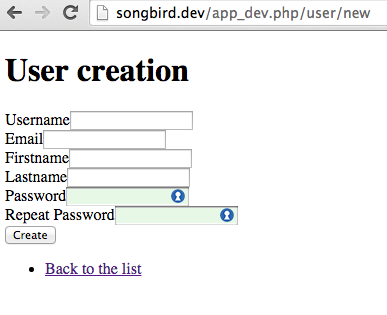 songbird.dev/app_dev.php/user/new
User creation
Username
Email
Firstname
Lastname
Password
Repeat Password
Create
Back to the list